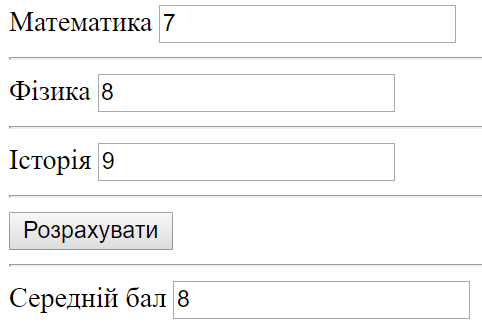 Математика 7
Фізика 8
Історія 9
Розрахувати
Середній бал 8